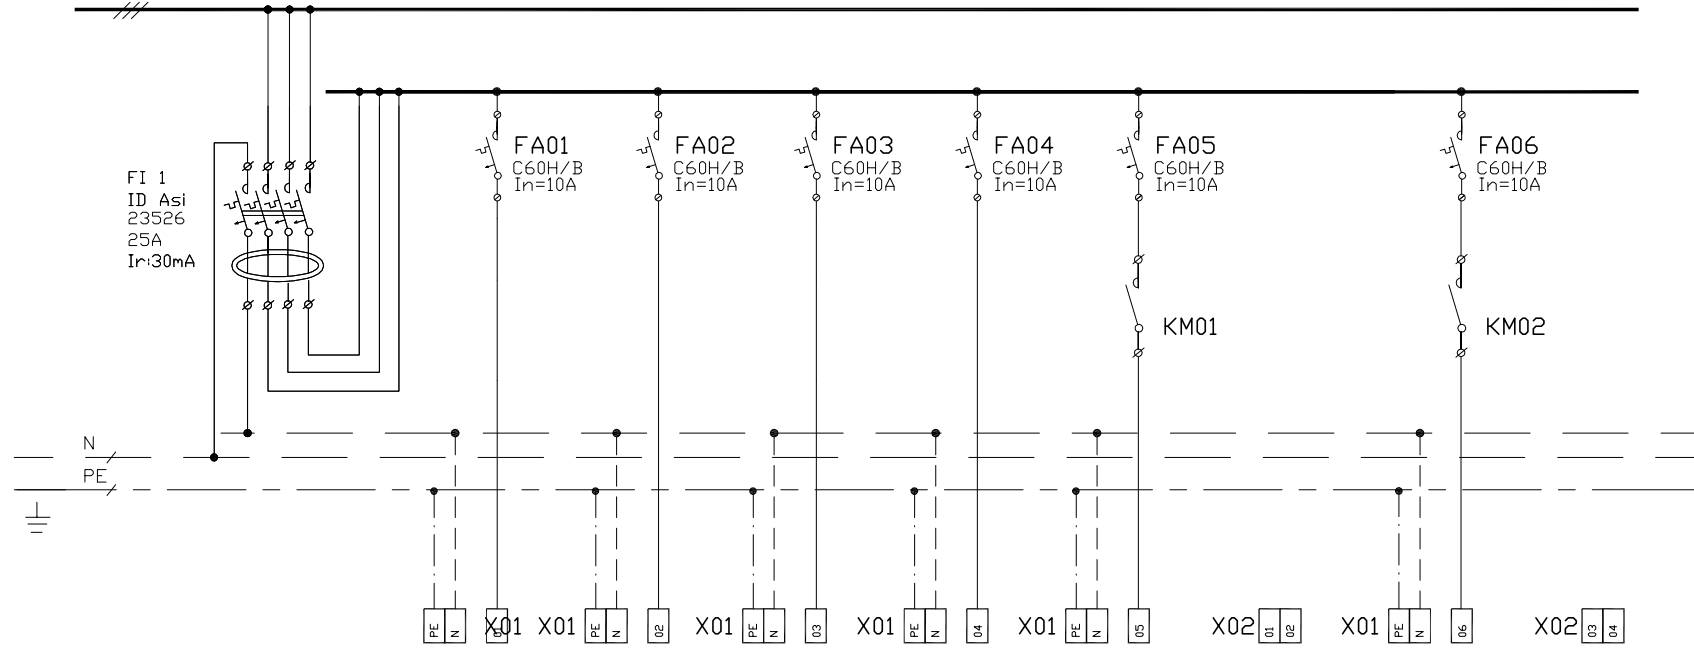 FA01
C60H/B
In=10A
FA02
C60H/B
In=10A
FA03
C60H/B
In=10A
FA04
C60H/B
In=10A
FA05
C60H/B
In=10A
FA06
C60H/B
In=10A
FI 1
ID Asi
23526
25A
Ir:30mA
KM01
KM02
N
PE
PE
N
01
X01
X01
PE
N
02
X01
PE
N
03
X01
PE
N
04
X01
PE
N
05
X02
01
02
X01
PE
N
06
X02
03
04